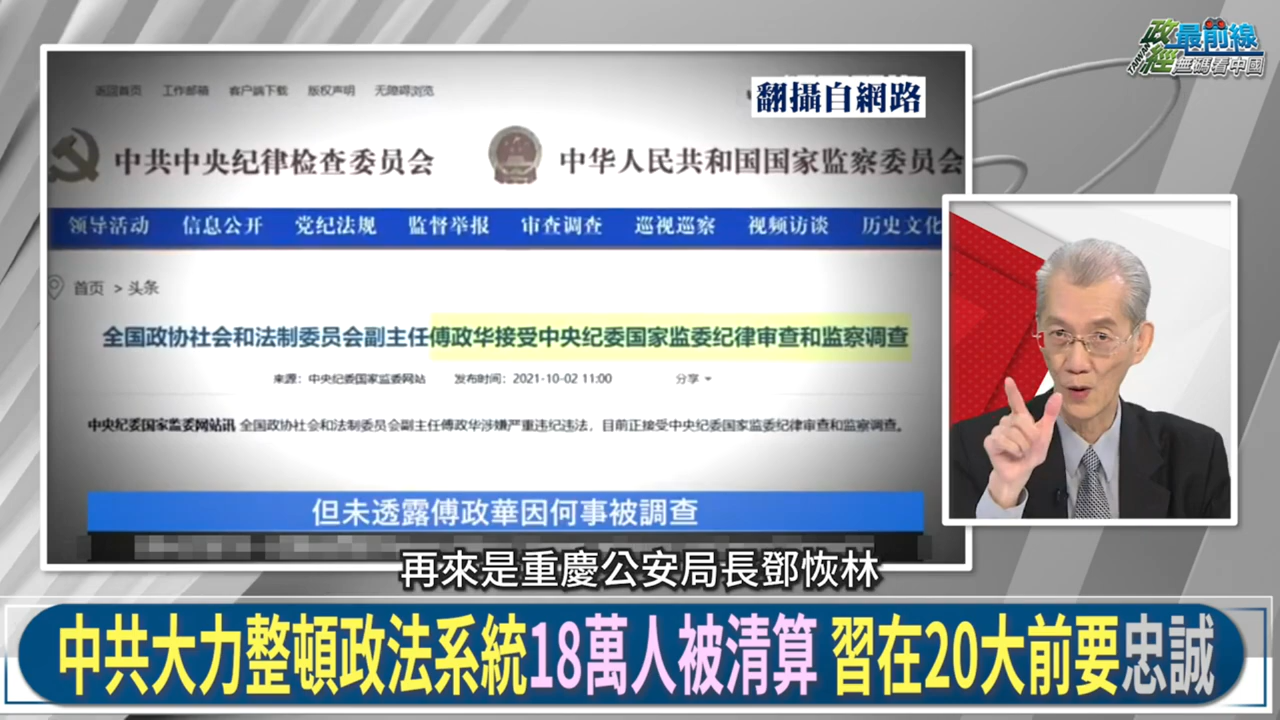 政經最前線
無碼看中國
翻攝自網路
返回首页 工作邮箱 客户端下载 版权声明 无障碍浏览
中共中央纪律检查委员会 中华人民共和国国家监察委员会
领导活动 信息公开 党纪法规 监督举报 审查调查 巡视巡察 视频访谈 历史文化
首页 > 头条
全国政协社会和法制委员会副主任傅政华接受中央纪委国家监委纪律审查和监察调查
来源：中央纪委国家监委网站 发布时间：2021-10-02 11:00 分享
中央纪委国家监委网站讯 全国政协社会和法制委员会副主任傅政华涉嫌严重违纪违法，目前正接受中央纪委国家监委纪律审查和监察调查。
但未透露傅政華因何事被調查
再來是重慶公安局長鄧恢林
中共大力整頓政法系統18萬人被清算 習在20大前要忠誠